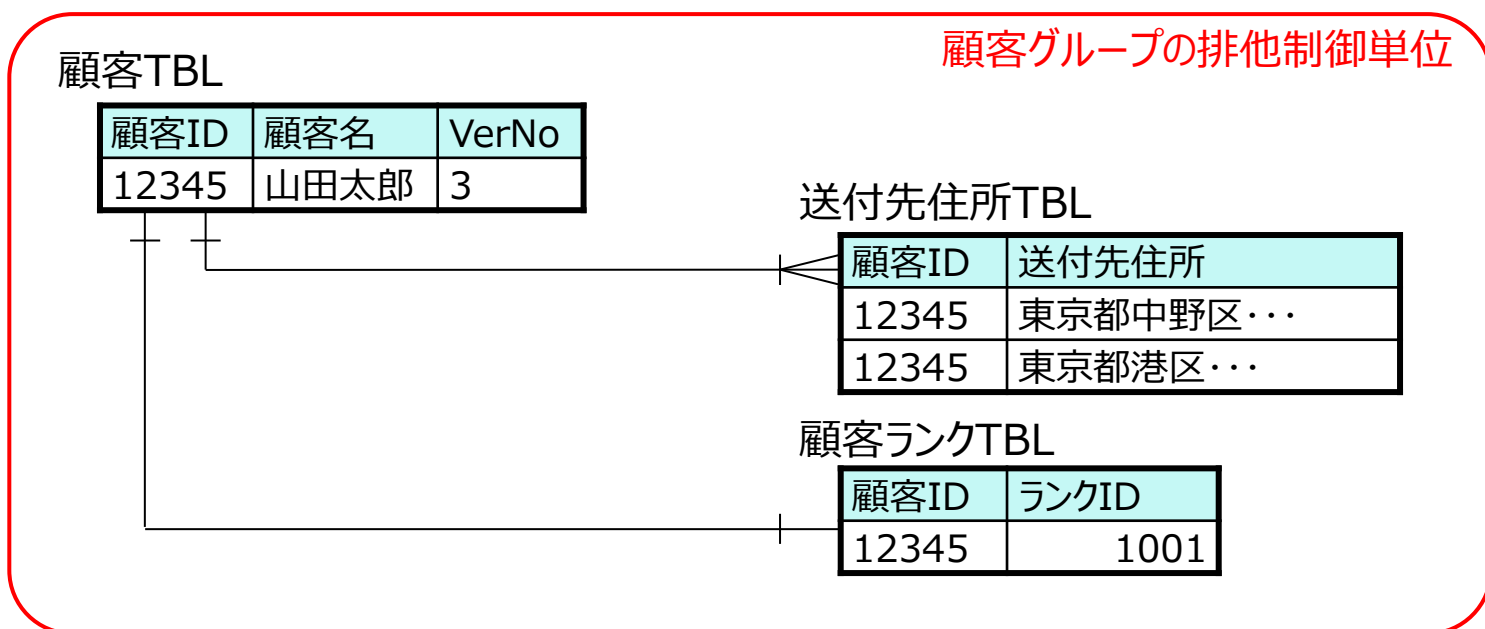 顧客グループの排他制御単位
顧客TBL
顧客ID 顧客名 VerNo
12345 山田太郎 3
送付先住所TBL
顧客ID 送付先住所
12345 東京都中野区･･･
12345 東京都港区･･･
顧客ランクTBL
顧客ID ランクID
12345 1001